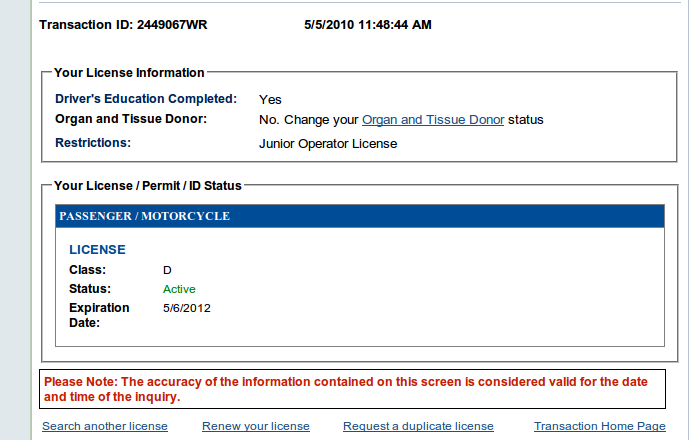 Transaction ID: 2449067WR 5/5/2010 11:48:44 AM
Your License Information
Driver's Education Completed: Yes
Organ and Tissue Donor: No. Change your Organ and Tissue Donor status
Restrictions: Junior Operator License
Your License / Permit / ID Status
PASSENGER / MOTORCYCLE
LICENSE
Class: D
Status: Active
Expiration 5/6/2012
Date:
Please Note: The accuracy of the information contained on this screen is considered valid for the date
and time of the inquiry.
Search another license Renew your license Request a duplicate license Transaction Home Page